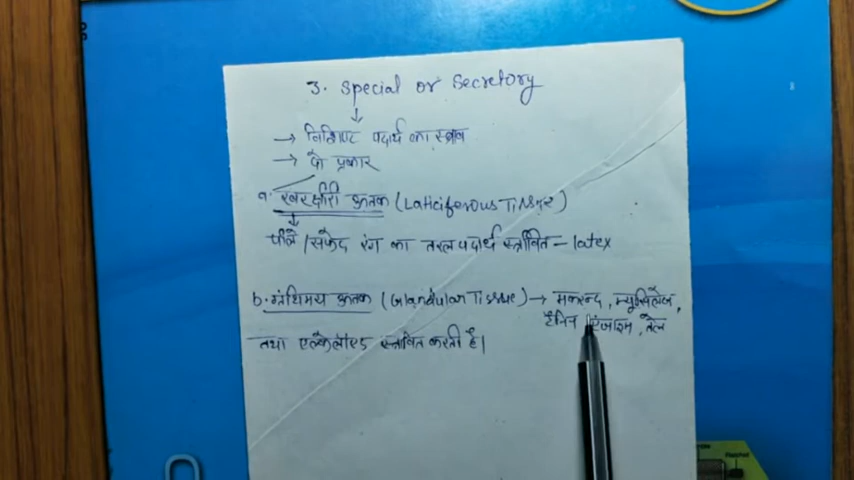 3. Special or Secretory
→ विशिष्ट पदार्थ का स्त्राव
→ दो प्रकार
a. रबरक्षीरी ऊतक (Laticiferous Tissue)
पीले / सफेद रंग का तरल पदार्थ स्त्रावित – latex
b. ग्रंथिमय ऊतक (Glandular Tissue) → मकरन्द, म्यूसिलेज,
टैनिन एंजाइम, तेल
तथा एल्कैलॉइड स्त्रावित करती है।